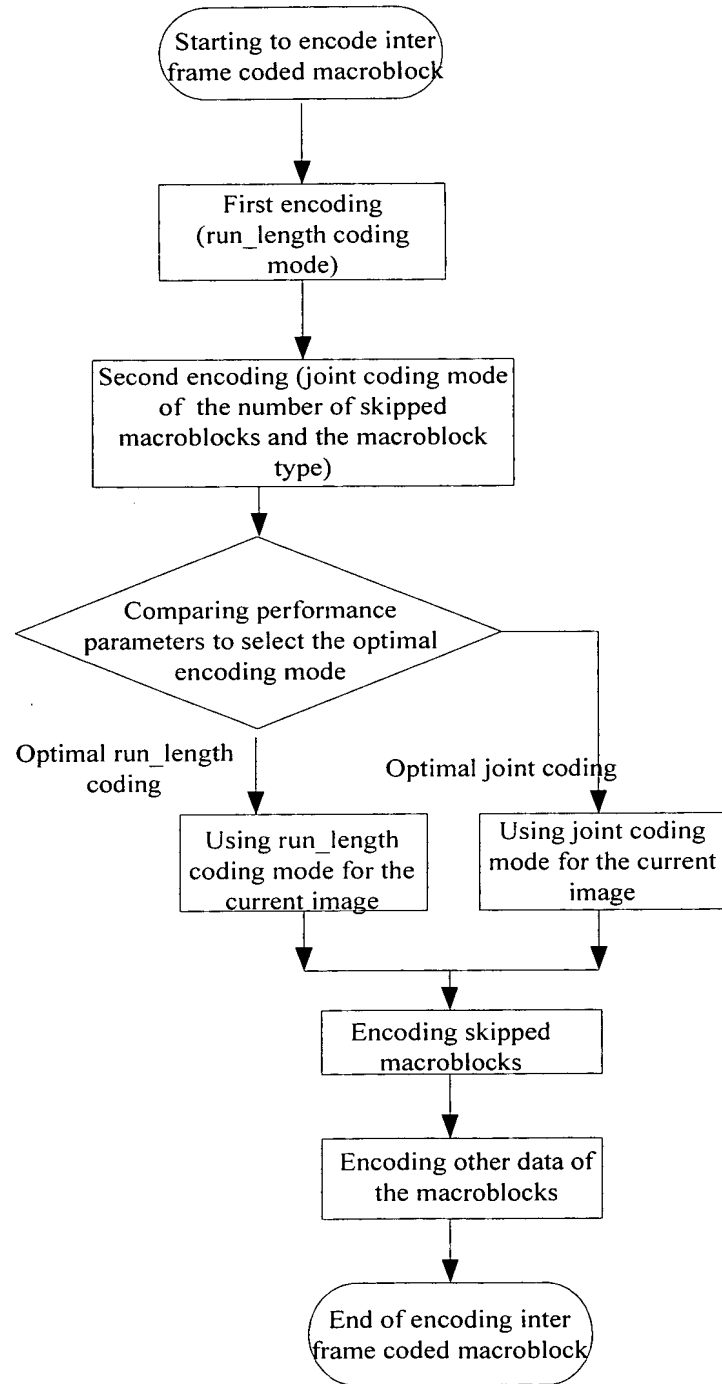 Starting to encode inter
frame coded macroblock
First encoding
(run_length coding
mode)
Second encoding (joint coding mode
of the number of skipped
macroblocks and the macroblock
type)
Comparing performance
parameters to select the optimal
encoding mode
Optimal run_length
coding
Optimal joint coding
Using run_length
coding mode for the
current image
Using joint coding
mode for the current
image
Encoding skipped
macroblocks
Encoding other data of
the macroblocks
End of encoding inter
frame coded macroblock